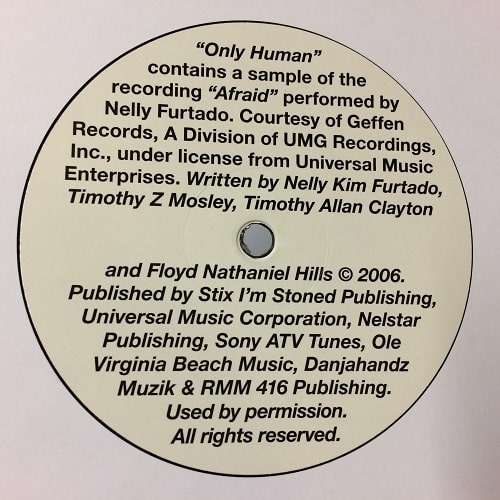 “Only Human”
contains a sample of the
recording “Afraid” performed by
Nelly Furtado. Courtesy of Geffen
Records, A Division of UMG Recordings,
Inc., under license from Universal Music
Enterprises. Written by Nelly Kim Furtado,
Timothy Z Mosley, Timothy Allan Clayton
and Floyd Nathaniel Hills © 2006.
Published by Stix I’m Stoned Publishing,
Universal Music Corporation, Nelstar
Publishing, Sony ATV Tunes, Ole
Virginia Beach Music, Danjahandz
Muzik & RMM 416 Publishing.
Used by permission.
All rights reserved.